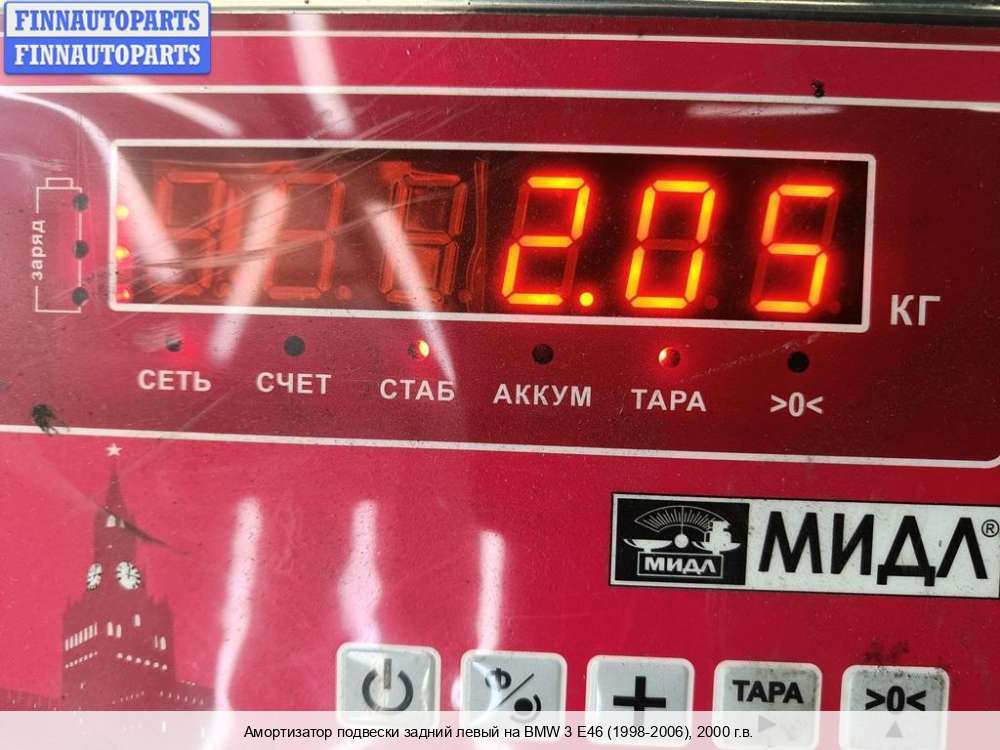 FINNAUTOPARTS
FINNAUTOPARTS
заряд
2.05
КГ
СЕТЬ
СЧЕТ
СТАБ
АККУМ
ТАРА
>0<
МИДЛ
МИДЛ®
ТАРА
>0<
Амортизатор подвески задний левый на BMW 3 E46 (1998-2006), 2000 г.в.